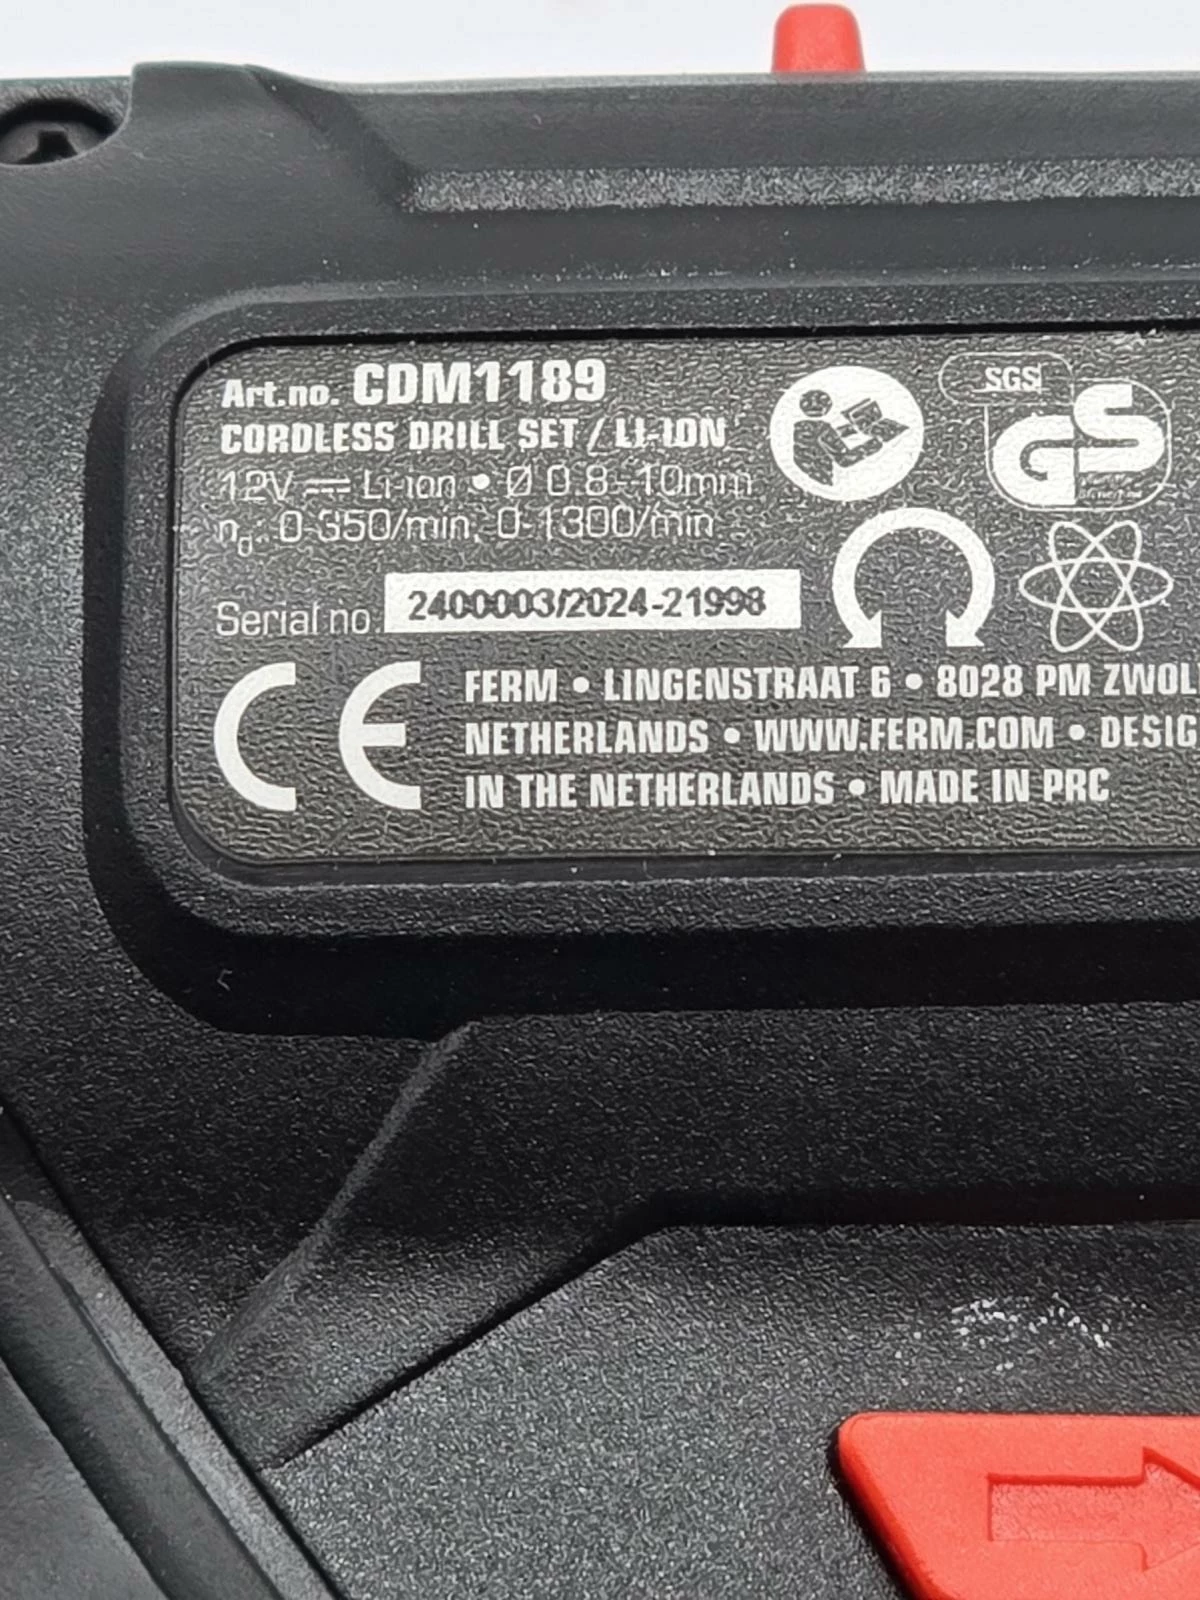 Art.no. CDM1189
CORDLESS DRILL SET / LI-ION
12V Li-ion • Ø 0.8-10mm
n₀: 0-350/min, 0-1300/min
Serial no. 2400003/2024-21998
SGS
GS
CE
FERM • LINGENSTRAAT 6 • 8028 PM ZWOL
NETHERLANDS • WWW.FERM.COM • DESIG
IN THE NETHERLANDS • MADE IN PRC